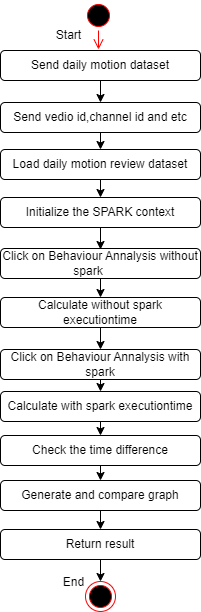 Start
Send daily motion dataset
Send vedio id,channel id and etc
Load daily motion review dataset
Initialize the SPARK context
Click on Behaviour Annalysis without
spark
Calculate without spark
executiontime
Click on Behaviour Annalysis with
spark
Calculate with spark executiontime
Check the time difference
Generate and compare graph
Return result
End